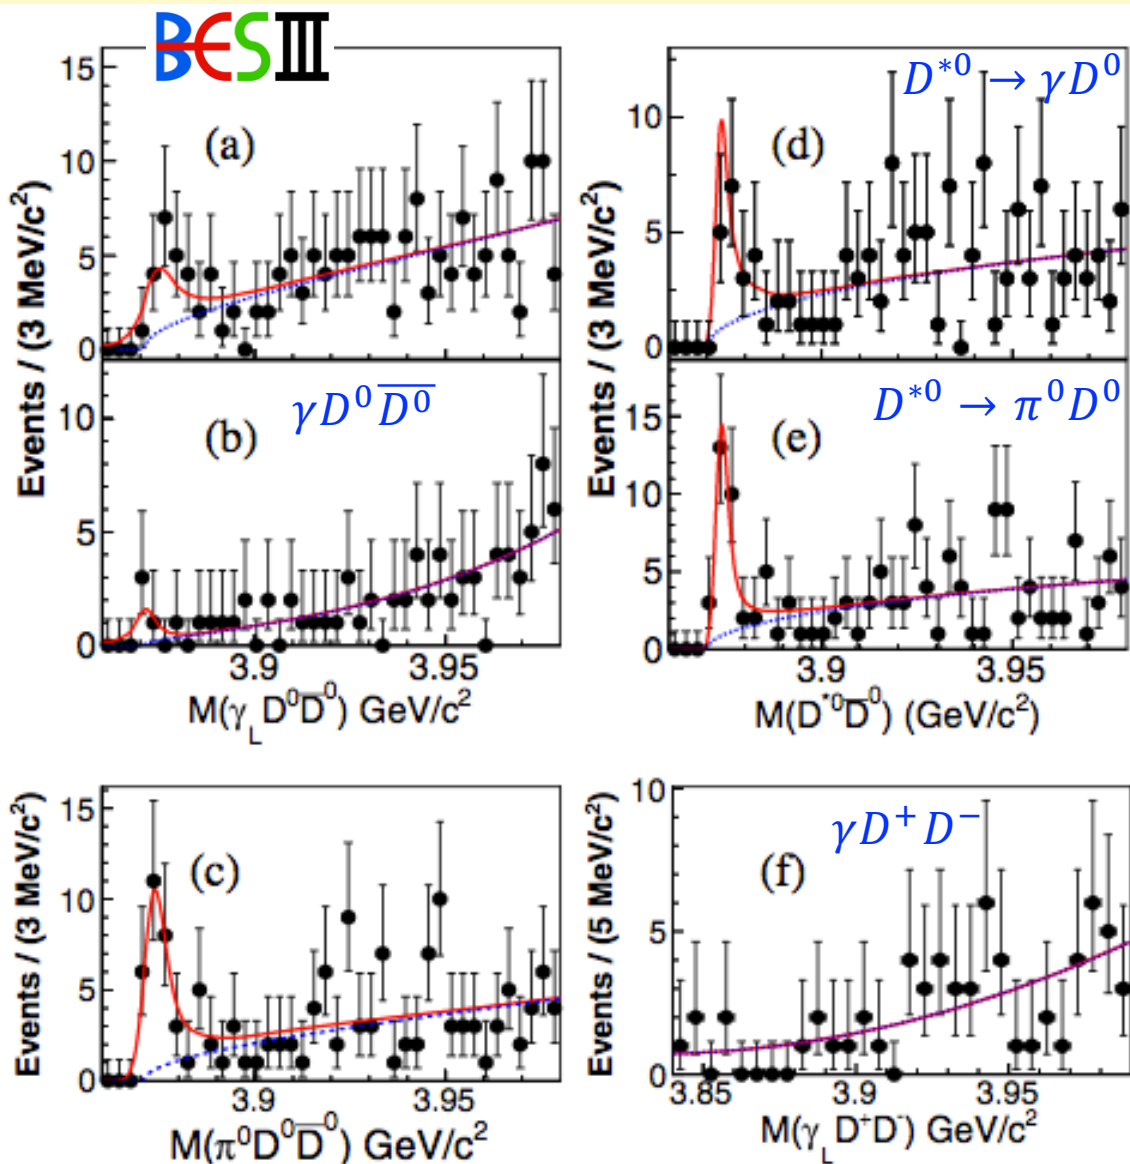 BESIII
15
10
5
0
Events / (3 MeV/c²)
(a)
10
5
0
(b)
γD⁰D̅⁰
3.9
3.95
M(γ_L D⁰D̅⁰) GeV/c²
10
5
0
Events / (3 MeV/c²)
(d)
D*⁰ → γD⁰
15
10
5
0
(e)
D*⁰ → π⁰D⁰
3.9
3.95
M(D*⁰D̅⁰) (GeV/c²)
15
10
5
0
Events / (3 MeV/c²)
(c)
3.9
3.95
M(π⁰D⁰D̅⁰) GeV/c²
10
5
0
Events / (5 MeV/c²)
(f)
γD⁺D⁻
3.85
3.9
3.95
M(γ_L D⁺D⁻) GeV/c²